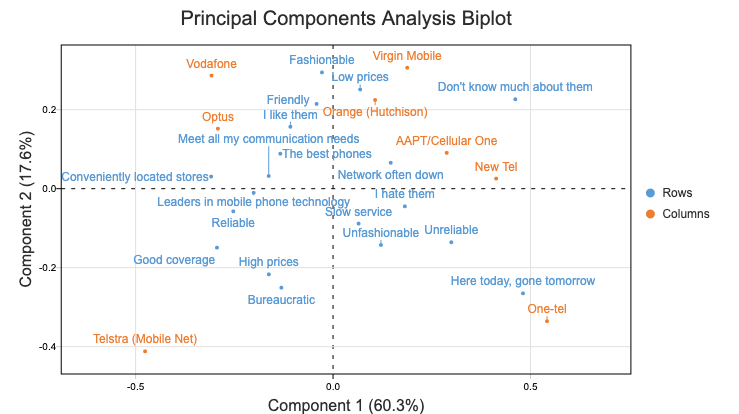 Principal Components Analysis Biplot
Fashionable
Virgin Mobile
Vodafone
Low prices
Don't know much about them
Friendly
Orange (Hutchison)
0.2
Optus
I like them
Meet all my communication needs
AAPT/Cellular One
The best phones
New Tel
Network often down
Conveniently located stores
0.0
Rows
I hate them
Leaders in mobile phone technology
Slow service
Columns
Reliable
Unfashionable
Unreliable
Good coverage
High prices
-0.2
Here today, gone tomorrow
Bureaucratic
One-tel
Telstra (Mobile Net)
-0.4
-0.5
0.0
0.5
Component 1 (60.3%)
Component 2 (17.6%)